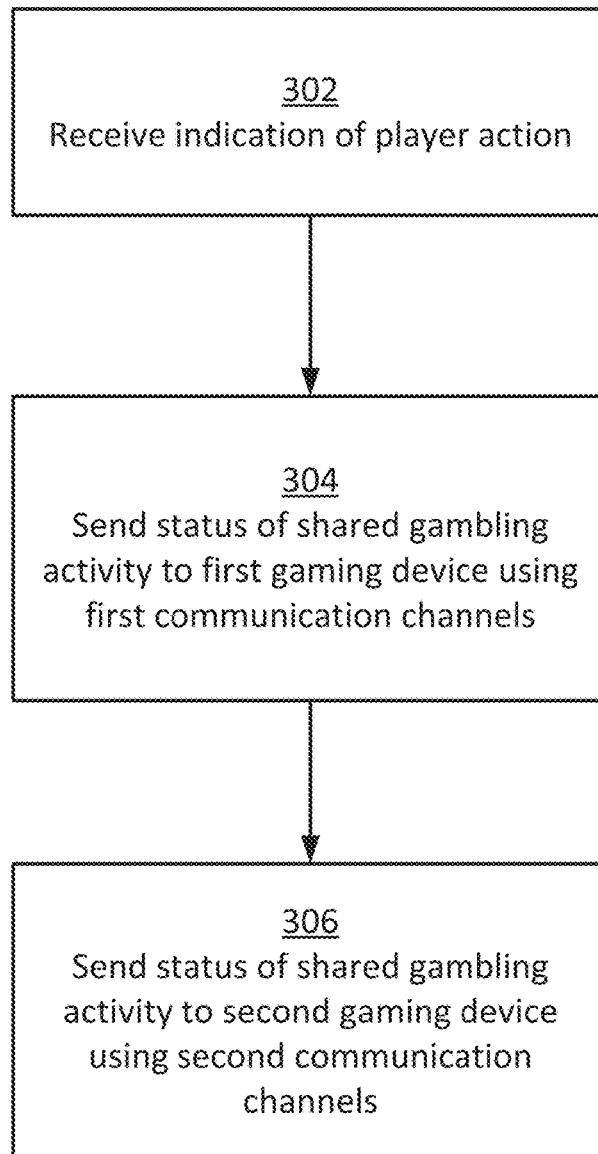 302
Receive indication of player action
304
Send status of shared gambling
activity to first gaming device using
first communication channels
306
Send status of shared gambling
activity to second gaming device
using second communication
channels